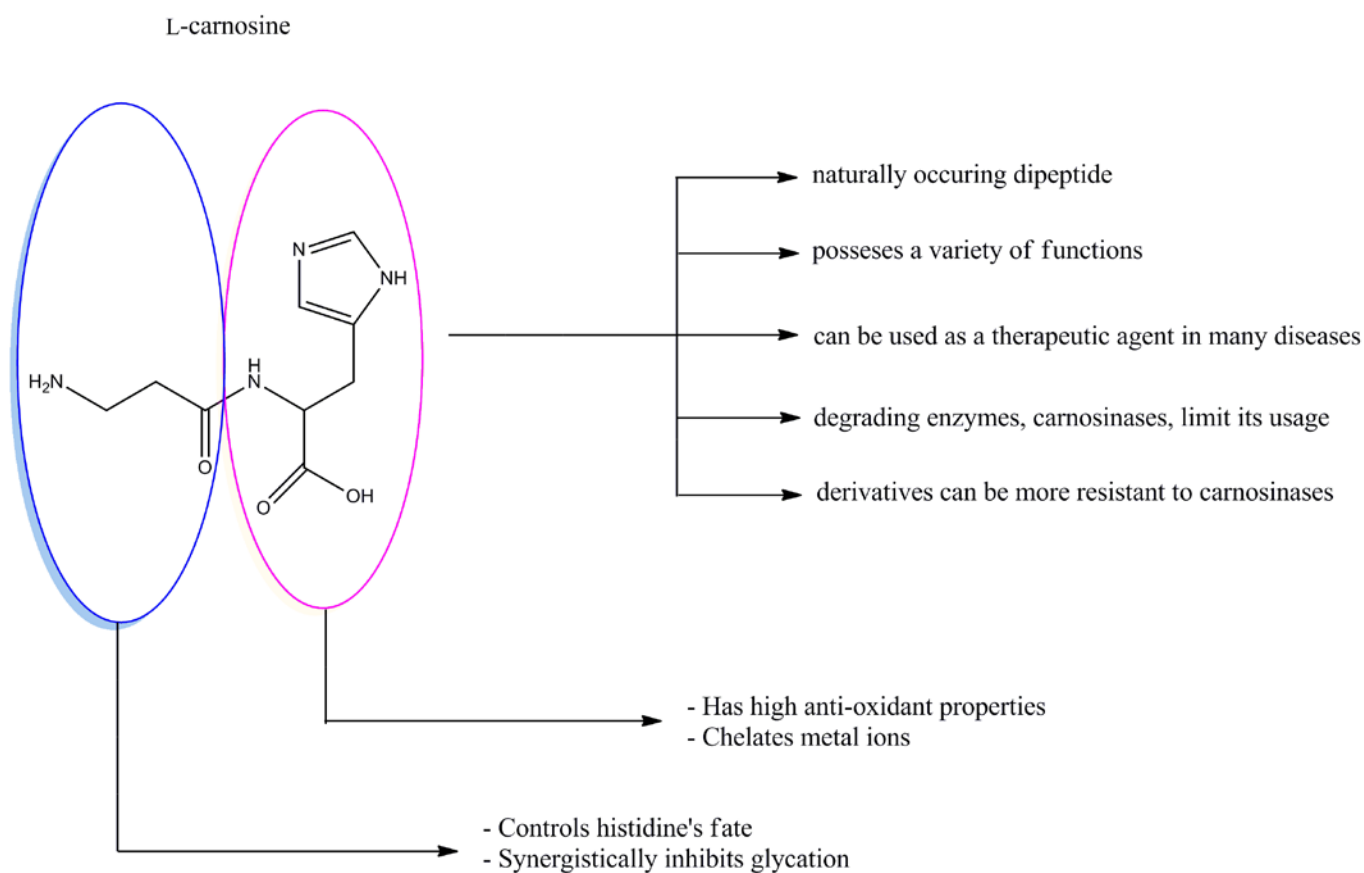 L-carnosine
naturally occuring dipeptide
posseses a variety of functions
can be used as a therapeutic agent in many diseases
degrading enzymes, carnosinases, limit its usage
derivatives can be more resistant to carnosinases
N
NH
H₂N
H
N
O
O
OH
- Has high anti-oxidant properties
- Chelates metal ions
- Controls histidine's fate
- Synergistically inhibits glycation